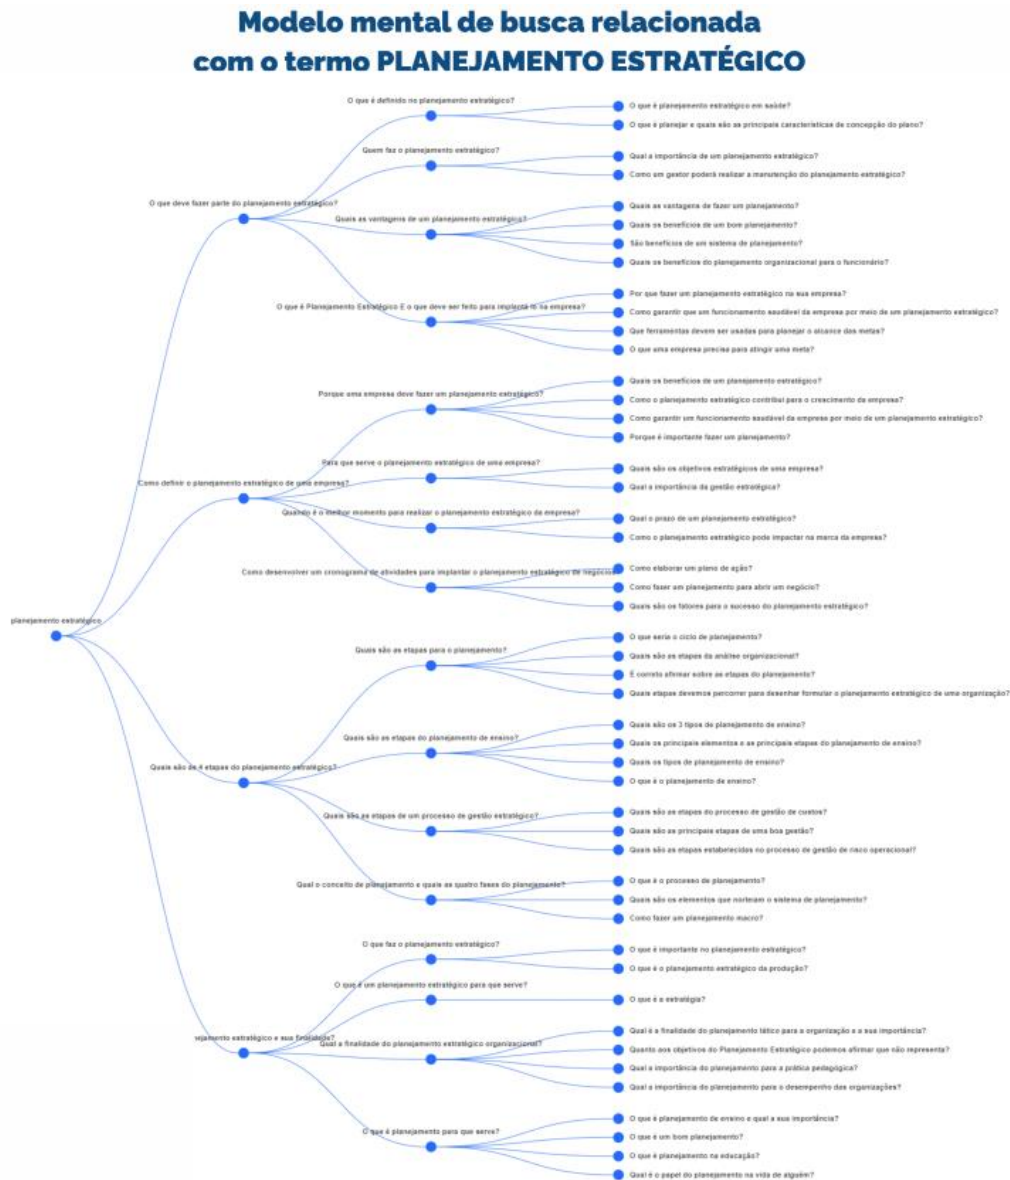 Modelo mental de busca relacionada
com o termo PLANEJAMENTO ESTRATÉGICO
O que é definido no planejamento estratégico?
O que é planejamento estratégico em saúde?
O que é planejar e quais são as principais características de concepção do plano?
Quem faz o planejamento estratégico?
Qual a importância de um planejamento estratégico?
Como um gestor poderá realizar a manutenção do planejamento estratégico?
O que deve fazer parte do planejamento estratégico?
Quais as vantagens de um planejamento estratégico?
Quais as vantagens de fazer um planejamento?
Quais os benefícios de um bom planejamento?
São benefícios de um sistema de planejamento?
Quais os benefícios do planejamento organizacional para o funcionário?
O que é Planejamento Estratégico E o que deve ser feito para implantá lo na empresa?
Por que fazer um planejamento estratégico na sua empresa?
Como garantir que um funcionamento saudável da empresa por meio de um planejamento estratégico?
Que ferramentas devem ser usadas para planejar o alcance das metas?
O que uma empresa precisa para atingir uma meta?
Porque uma empresa deve fazer um planejamento estratégico?
Quais os benefícios de um planejamento estratégico?
Como o planejamento estratégico contribui para o crescimento da empresa?
Como garantir um funcionamento saudável da empresa por meio de um planejamento estratégico?
Porque é importante fazer um planejamento?
Como definir o planejamento estratégico de uma empresa?
Para que serve o planejamento estratégico de uma empresa?
Quais são os objetivos estratégicos de uma empresa?
Qual a importância da gestão estratégica?
Quando é o melhor momento para realizar o planejamento estratégico da empresa?
Qual o prazo de um planejamento estratégico?
Como o planejamento estratégico pode impactar na marca da empresa?
Como desenvolver um cronograma de atividades para implantar o planejamento estratégico de negócios
Como elaborar um plano de ação?
Como fazer um planejamento para abrir um negócio?
Quais são os fatores para o sucesso do planejamento estratégico?
planejamento estratégico
Quais são as etapas para o planejamento?
O que seria o ciclo de planejamento?
Quais são as etapas da análise organizacional?
É correto afirmar sobre as etapas do planejamento?
Quais etapas devemos percorrer para desenhar formular o planejamento estratégico de uma organização?
Quais são as 4 etapas do planejamento estratégico?
Quais são as etapas do planejamento de ensino?
Quais são os 3 tipos de planejamento de ensino?
Quais os principais elementos e as principais etapas do planejamento de ensino?
Quais os tipos de planejamento de ensino?
O que é o planejamento de ensino?
Quais são as etapas de um processo de gestão estratégico?
Quais são as etapas do processo de gestão de custos?
Quais são as principais etapas de uma boa gestão?
Quais são as etapas estabelecidas no processo de gestão de risco operacional?
Qual o conceito de planejamento e quais as quatro fases do planejamento?
O que é o processo de planejamento?
Quais são os elementos que norteiam o sistema de planejamento?
Como fazer um planejamento macro?
O que faz o planejamento estratégico?
O que é importante no planejamento estratégico?
O que é o planejamento estratégico da produção?
O que é um planejamento estratégico para que serve?
O que é a estratégia?
vejamento estratégico e sua finalidade?
Qual a finalidade do planejamento estratégico organizacional?
Qual é a finalidade do planejamento tático para a organização e a sua importância?
Quanto aos objetivos do Planejamento Estratégico podemos afirmar que não representa?
Qual a importância do planejamento para a prática pedagógica?
Qual a importância do planejamento para o desempenho das organizações?
O que é planejamento para que serve?
O que é planejamento de ensino e qual a sua importância?
O que é um bom planejamento?
O que é planejamento na educação?
Qual é o papel do planejamento na vida de alguém?